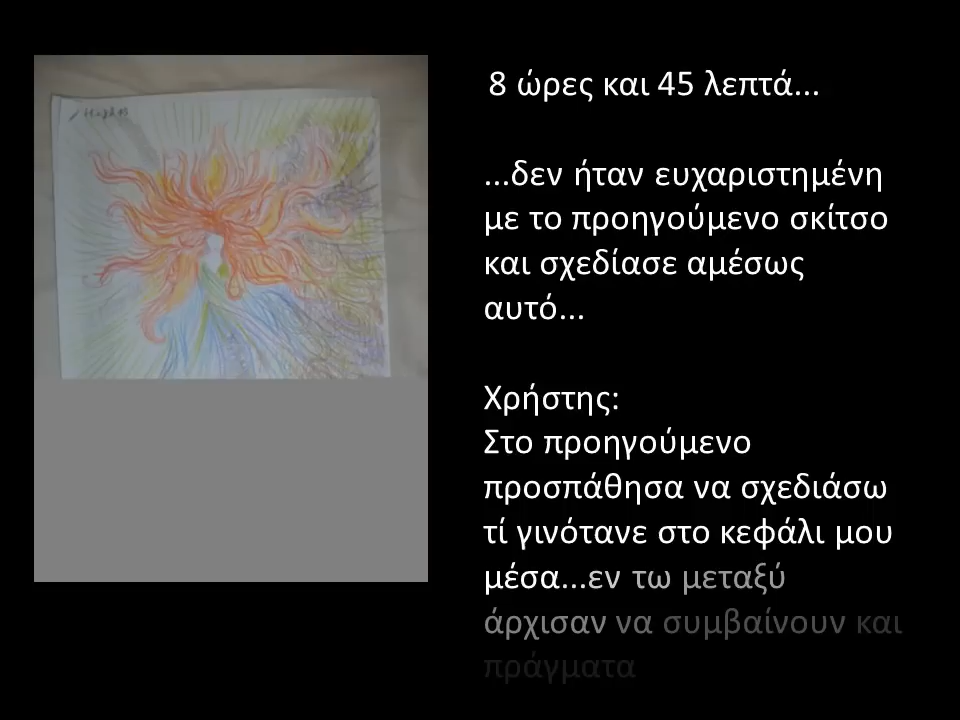 8 ώρες και 45 λεπτά...
...δεν ήταν ευχαριστημένη
με το προηγούμενο σκίτσο
και σχεδίασε αμέσως
αυτό...
Χρήστης:
Στο προηγούμενο
προσπάθησα να σχεδιάσω
τί γινότανε στο κεφάλι μου
μέσα...εν τω μεταξύ
άρχισαν να συμβαίνουν και
πράγματα